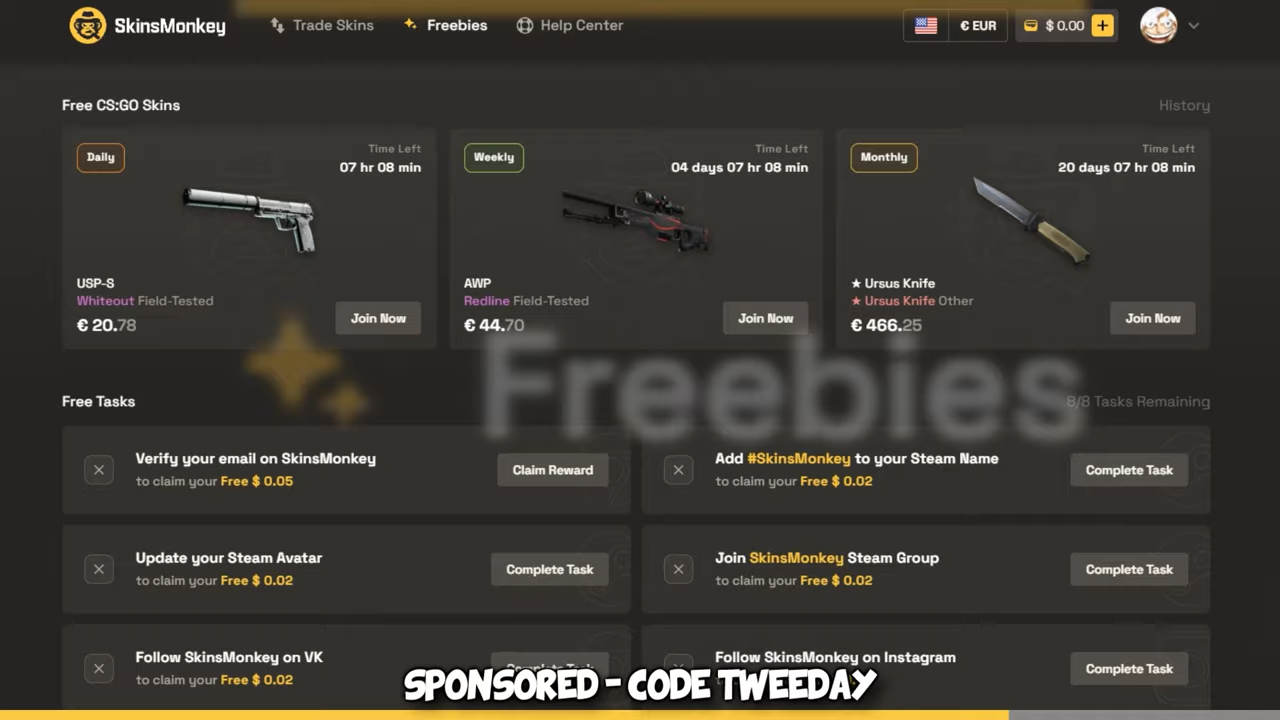 SkinsMonkey
Trade Skins
Freebies
Help Center
€ EUR
$ 0.00
+
Free CS:GO Skins
History
Daily
Time Left
07 hr 08 min
USP-S
Whiteout Field-Tested
€ 20.78
Join Now
Weekly
Time Left
04 days 07 hr 08 min
AWP
Redline Field-Tested
€ 44.70
Join Now
Monthly
Time Left
20 days 07 hr 08 min
★ Ursus Knife
★ Ursus Knife Other
€ 466.25
Join Now
Freebies
Free Tasks
8/8 Tasks Remaining
Verify your email on SkinsMonkey
to claim your Free $ 0.05
Claim Reward
Add #SkinsMonkey to your Steam Name
to claim your Free $ 0.02
Complete Task
Update your Steam Avatar
to claim your Free $ 0.02
Complete Task
Join SkinsMonkey Steam Group
to claim your Free $ 0.02
Complete Task
Follow SkinsMonkey on VK
to claim your Free $ 0.02
Complete Task
Follow SkinsMonkey on Instagram
Complete Task
SPONSORED - CODE TWEEDAY